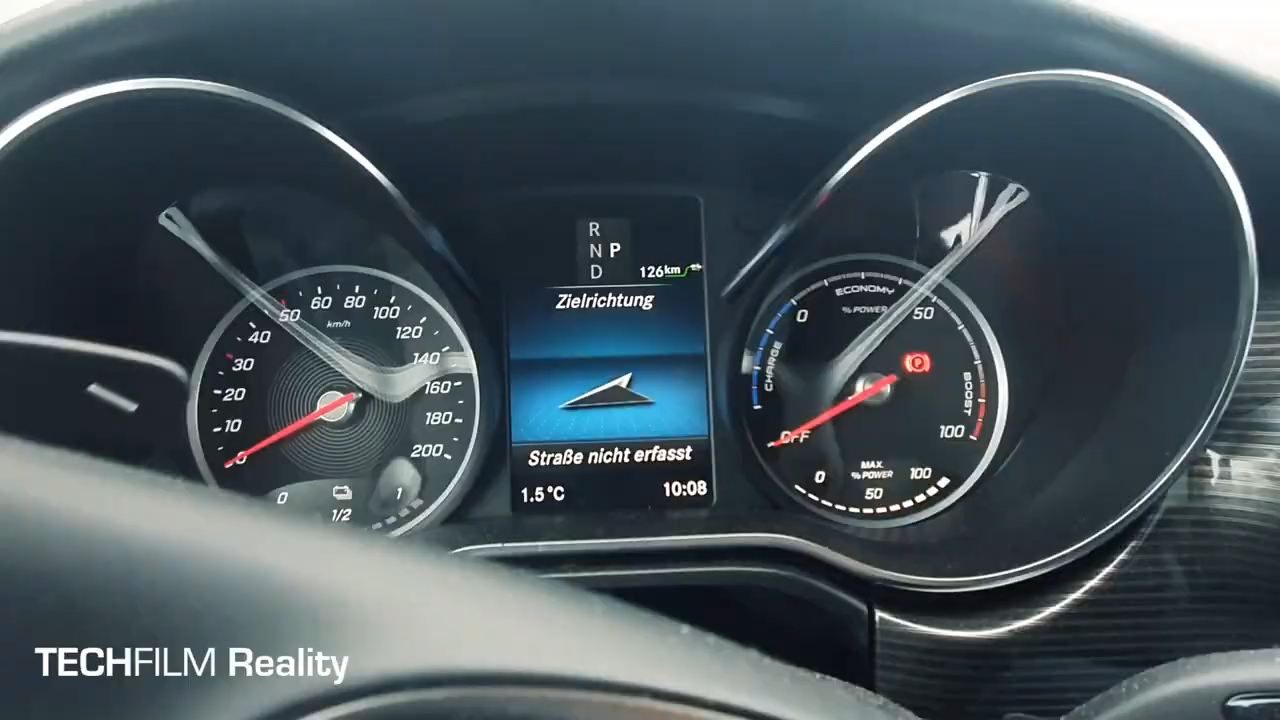 R
N P
D
126km
Zielrichtung
Straße nicht erfasst
1.5°C
10:08
0
10
20
30
40
50
60
80
100
120
140
160
180
200
km/h
0
1/2
1
CHARGE
0
ECONOMY
% POWER
50
BOOST
100
OFF
P
0
MAX.
% POWER
50
100
TECHFILM Reality